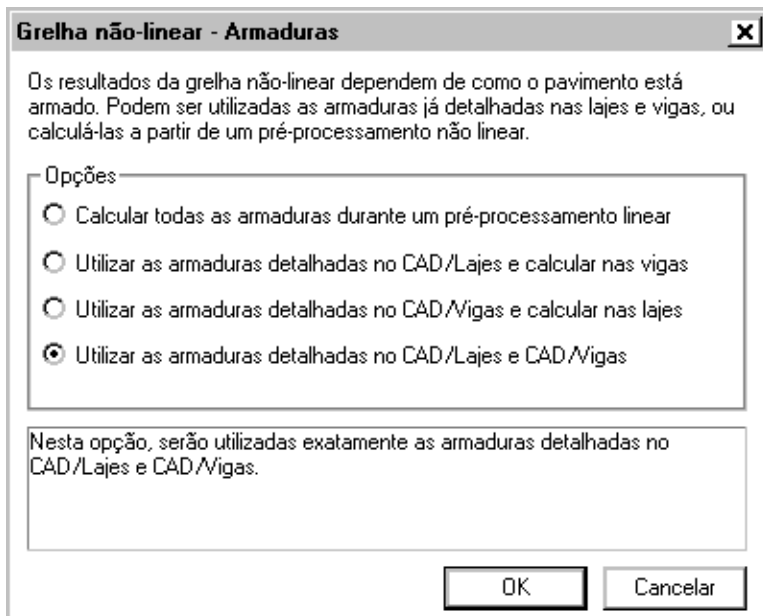 Grelha não-linear - Armaduras
Os resultados da grelha não-linear dependem de como o pavimento está
armado. Podem ser utilizadas as armaduras já detalhadas nas lajes e vigas, ou
calculá-las a partir de um pré-processamento não linear.
Opções
Calcular todas as armaduras durante um pré-processamento linear
Utilizar as armaduras detalhadas no CAD/Lajes e calcular nas vigas
Utilizar as armaduras detalhadas no CAD/Vigas e calcular nas lajes
Utilizar as armaduras detalhadas no CAD/Lajes e CAD/Vigas
Nesta opção, serão utilizadas exatamente as armaduras detalhadas no
CAD/Lajes e CAD/Vigas.
OK
Cancelar